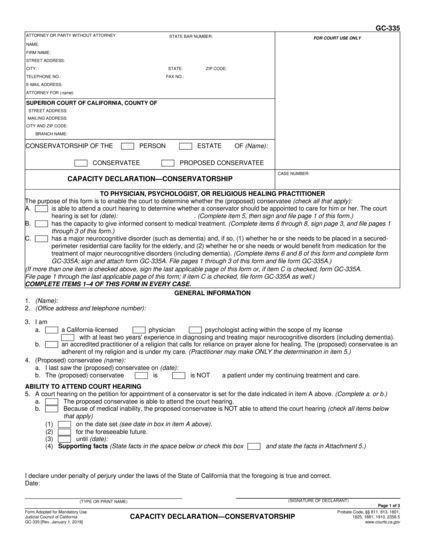 GC-335
ATTORNEY OR PARTY WITHOUT ATTORNEY STATE BAR NUMBER:
FOR COURT USE ONLY
NAME:
FIRM NAME:
STREET ADDRESS:
CITY: STATE: ZIP CODE:
TELEPHONE NO.: FAX NO.:
E-MAIL ADDRESS:
ATTORNEY FOR (name):
SUPERIOR COURT OF CALIFORNIA, COUNTY OF
STREET ADDRESS:
MAILING ADDRESS:
CITY AND ZIP CODE:
BRANCH NAME:
CONSERVATORSHIP OF THE PERSON ESTATE OF (Name):
CONSERVATEE PROPOSED CONSERVATEE
CAPACITY DECLARATION—CONSERVATORSHIP
CASE NUMBER:
TO PHYSICIAN, PSYCHOLOGIST, OR RELIGIOUS HEALING PRACTITIONER
The purpose of this form is to enable the court to determine whether the (proposed) conservatee (check all that apply):
A. is able to attend a court hearing to determine whether a conservator should be appointed to care for him or her. The court
hearing is set for (date): (Complete item 5, then sign and file page 1 of this form.)
B. has the capacity to give informed consent to medical treatment. (Complete items 6 through 8, sign page 3, and file pages 1
through 3 of this form.)
C. has a major neurocognitive disorder (such as dementia) and, if so, (1) whether he or she needs to be placed in a secured-
perimeter residential care facility for the elderly, and (2) whether he or she needs or would benefit from medication for the
treatment of major neurocognitive disorders (including dementia). (Complete items 6 and 8 of this form and complete form
GC-335A; sign and attach form GC-335A. File pages 1 through 3 of this form and file form GC-335A.)
(If more than one item is checked above, sign the last applicable page of this form or, if item C is checked, form GC-335A.
File page 1 through the last applicable page of this form; if item C is checked, file form GC-335A as well.)
COMPLETE ITEMS 1–4 OF THIS FORM IN EVERY CASE.
GENERAL INFORMATION
1. (Name):
2. (Office address and telephone number):
3. I am
a. a California-licensed physician psychologist acting within the scope of my license
with at least two years' experience in diagnosing and treating major neurocognitive disorders (including dementia).
b. an accredited practitioner of a religion that calls for reliance on prayer alone for healing. The (proposed) conservatee is an
adherent of my religion and is under my care. (Practitioner may make ONLY the determination in item 5.)
4. (Proposed) conservatee (name):
a. I last saw the (proposed) conservatee on (date):
b. The (proposed) conservatee is is NOT a patient under my continuing treatment and care.
ABILITY TO ATTEND COURT HEARING
5. A court hearing on the petition for appointment of a conservator is set for the date indicated in item A above. (Complete a. or b.)
a. The proposed conservatee is able to attend the court hearing.
b. Because of medical inability, the proposed conservatee is NOT able to attend the court hearing (check all items below
that apply)
(1) on the date set (see date in box in item A above).
(2) for the foreseeable future.
(3) until (date):
(4) Supporting facts (State facts in the space below or check this box and state the facts in Attachment 5.)
I declare under penalty of perjury under the laws of the State of California that the foregoing is true and correct.
Date:
(TYPE OR PRINT NAME) (SIGNATURE OF DECLARANT)
Page 1 of 3
Form Adopted for Mandatory Use
Judicial Council of California
GC-335 [Rev. January 1, 2019]
CAPACITY DECLARATION—CONSERVATORSHIP
Probate Code, §§ 811, 813, 1801,
1825, 1881, 1910, 2356.5
www.courts.ca.gov